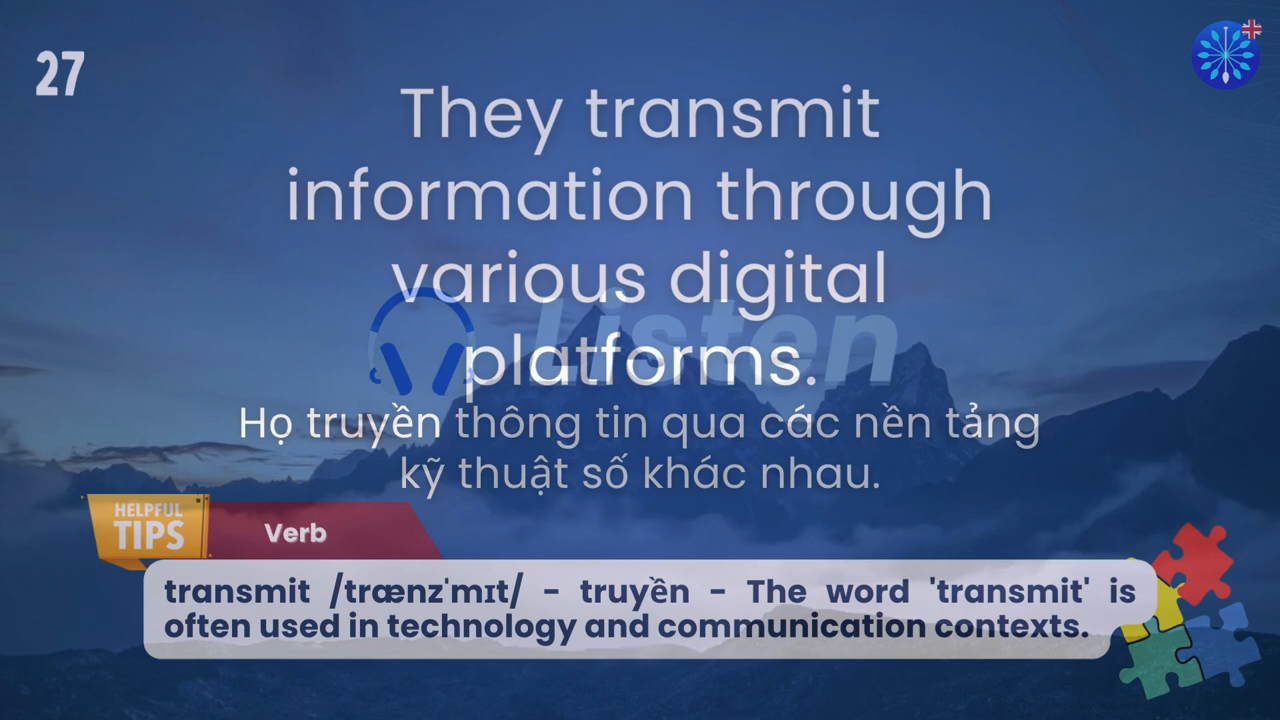 27
They transmit
information through
various digital
Listen
platforms.
Họ truyền thông tin qua các nền tảng
kỹ thuật số khác nhau.
HELPFUL
TIPS
Verb
transmit /trænzˈmɪt/ - truyền - The word 'transmit' is
often used in technology and communication contexts.